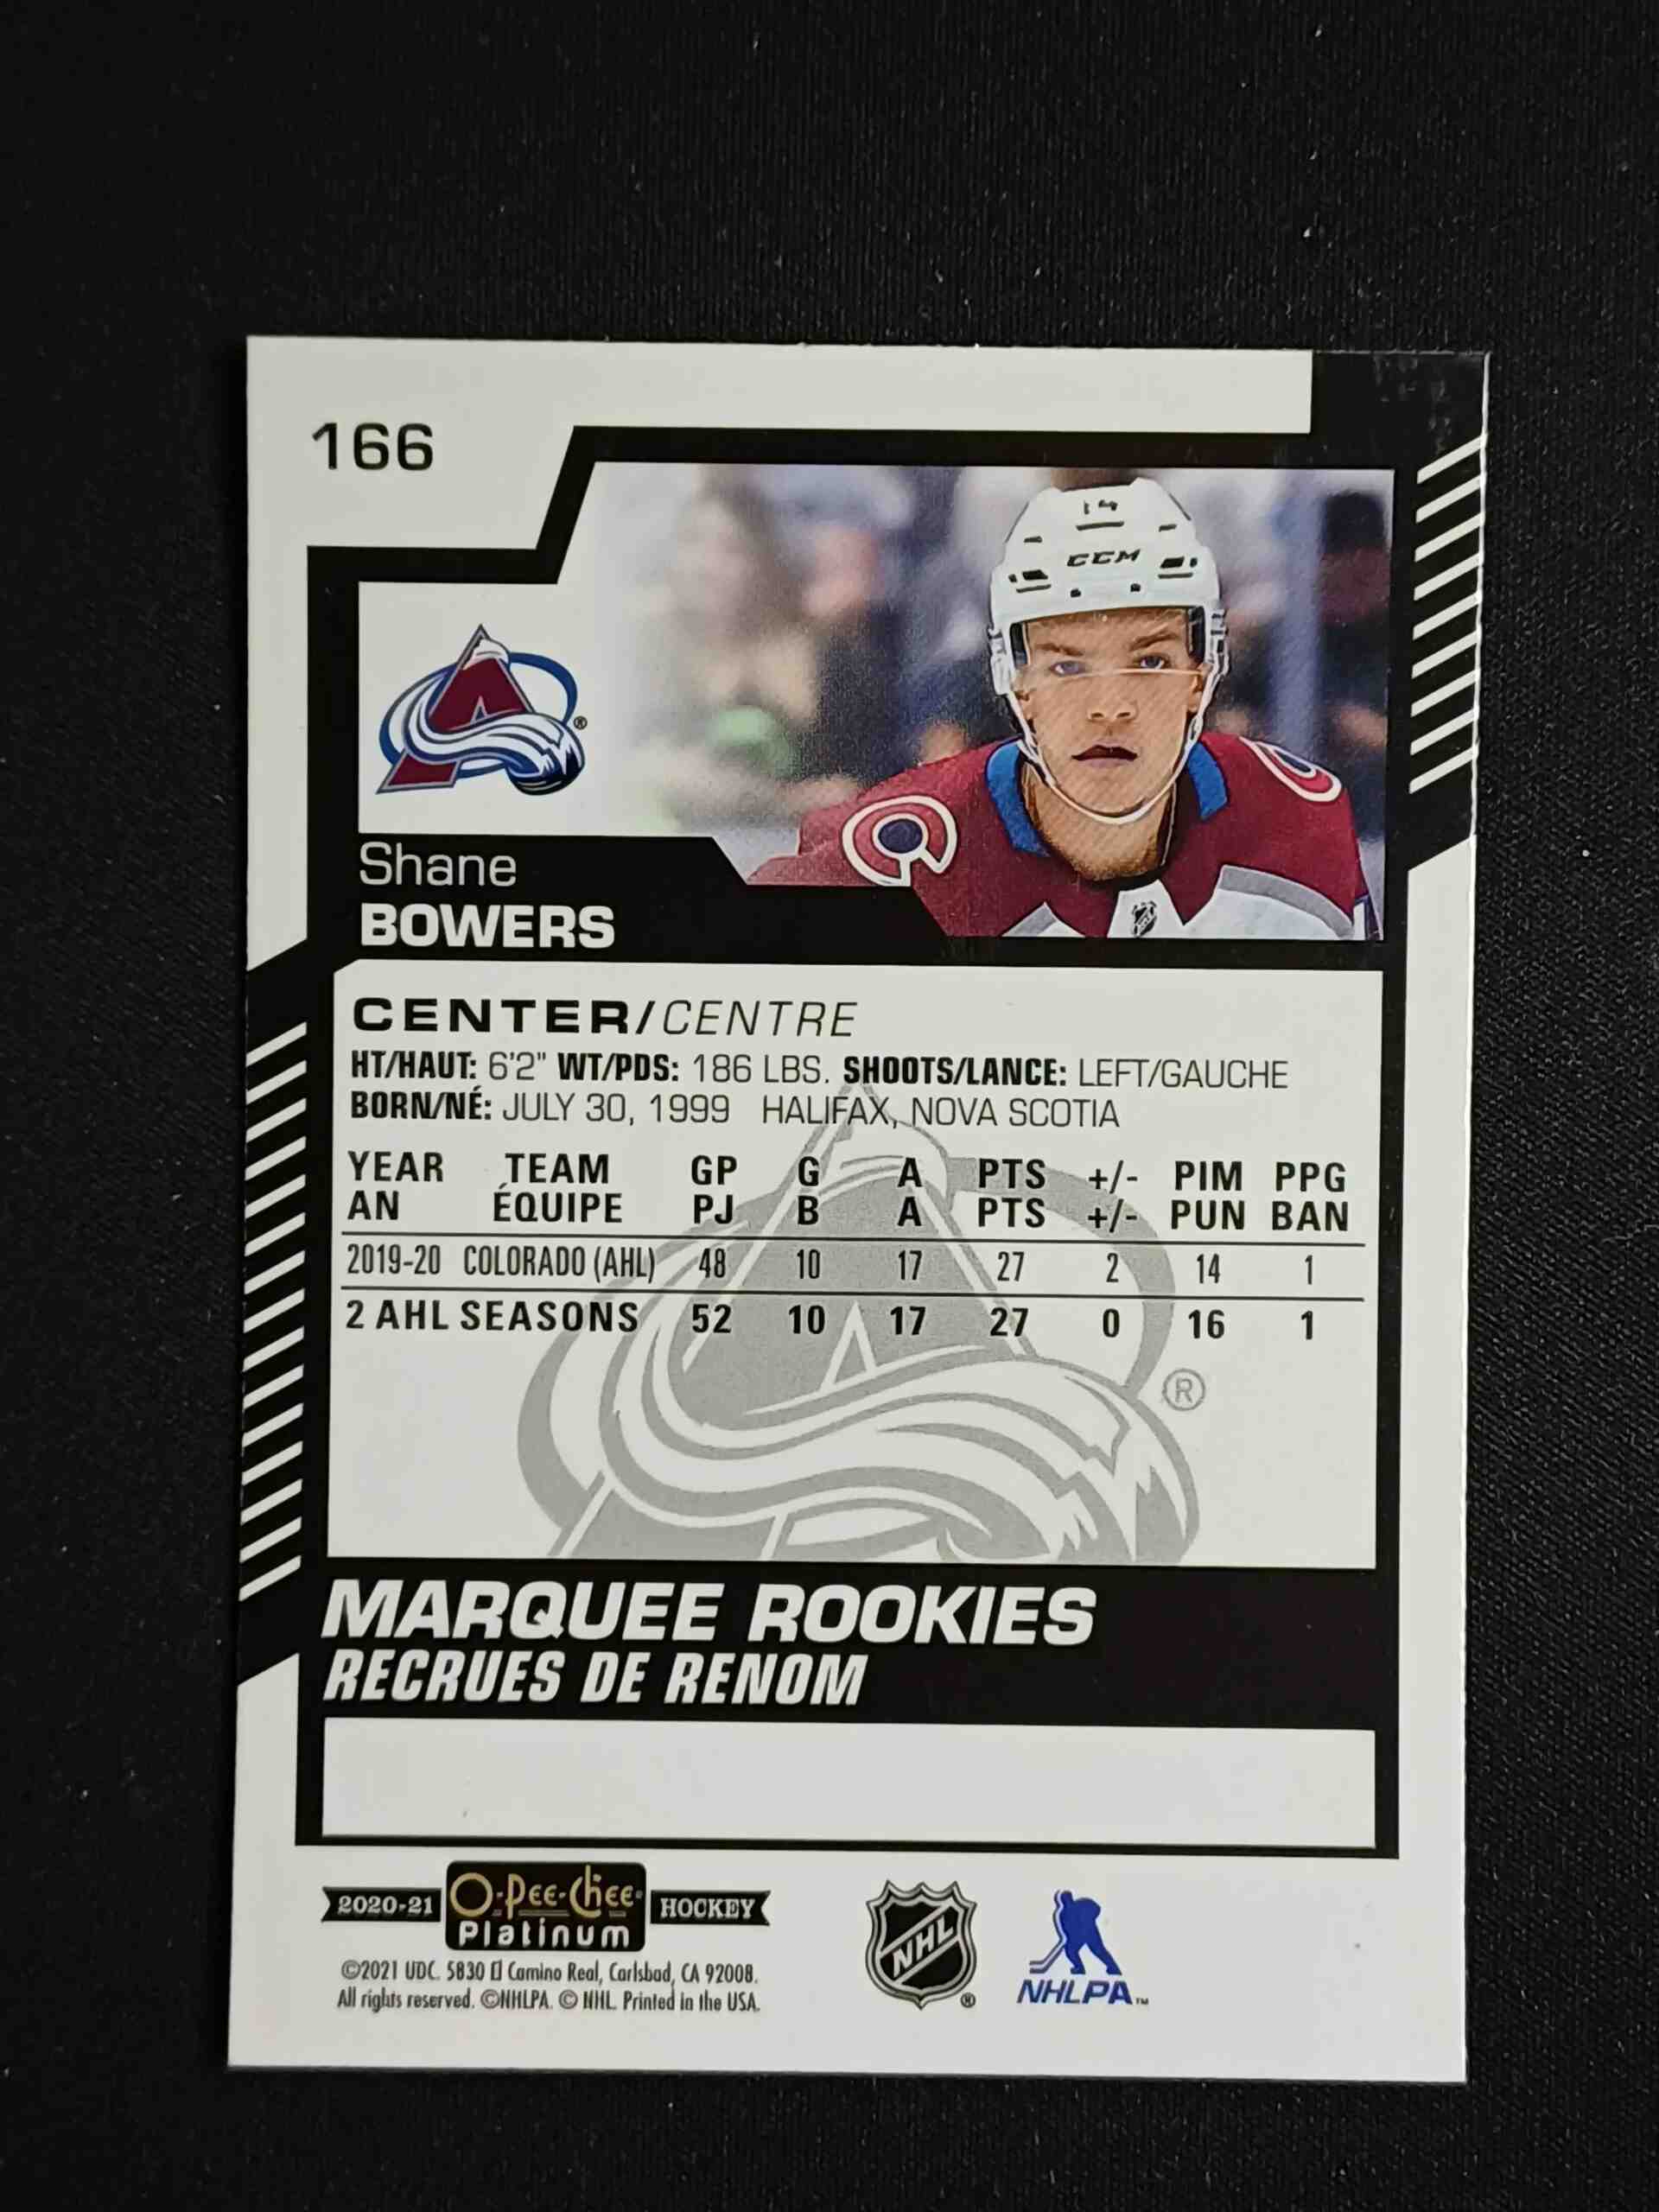 166
14
CCM
Shane
BOWERS
CENTER/CENTRE
HT/HAUT: 6'2" WT/PDS: 186 LBS. SHOOTS/LANCE: LEFT/GAUCHE
BORN/NÉ: JULY 30, 1999 HALIFAX, NOVA SCOTIA
YEAR TEAM GP G A PTS +/- PIM PPG
AN ÉQUIPE PJ B A PTS +/- PUN BAN
2019-20 COLORADO (AHL) 48 10 17 27 2 14 1
2 AHL SEASONS 52 10 17 27 0 16 1
®
MARQUEE ROOKIES
RECRUES DE RENOM
2020-21 O-Pee-Chee Platinum HOCKEY
©2021 UDC. 5830 El Camino Real, Carlsbad, CA 92008.
All rights reserved. ©NHLPA. © NHL. Printed in the USA.
NHL ®
NHLPA™